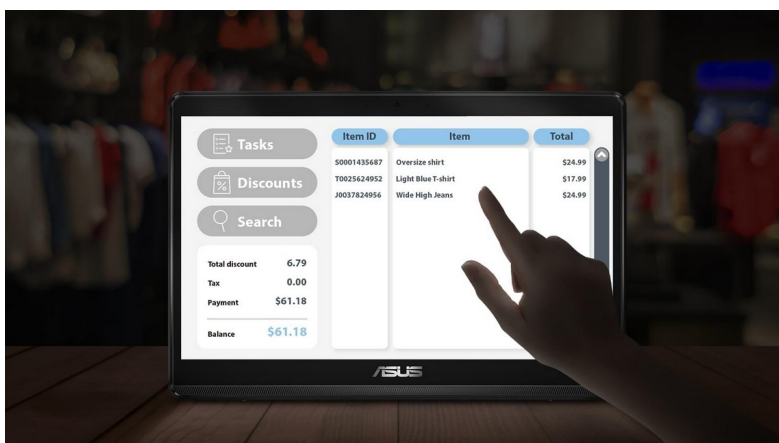 Tasks
Discounts
Search
Total discount 6.79
Tax 0.00
Payment $61.18
Balance $61.18
Item ID Item Total
S0001435687 Oversize shirt $24.99
T0025624952 Light Blue T-shirt $17.99
J0037824956 Wide High Jeans $24.99
ASUS